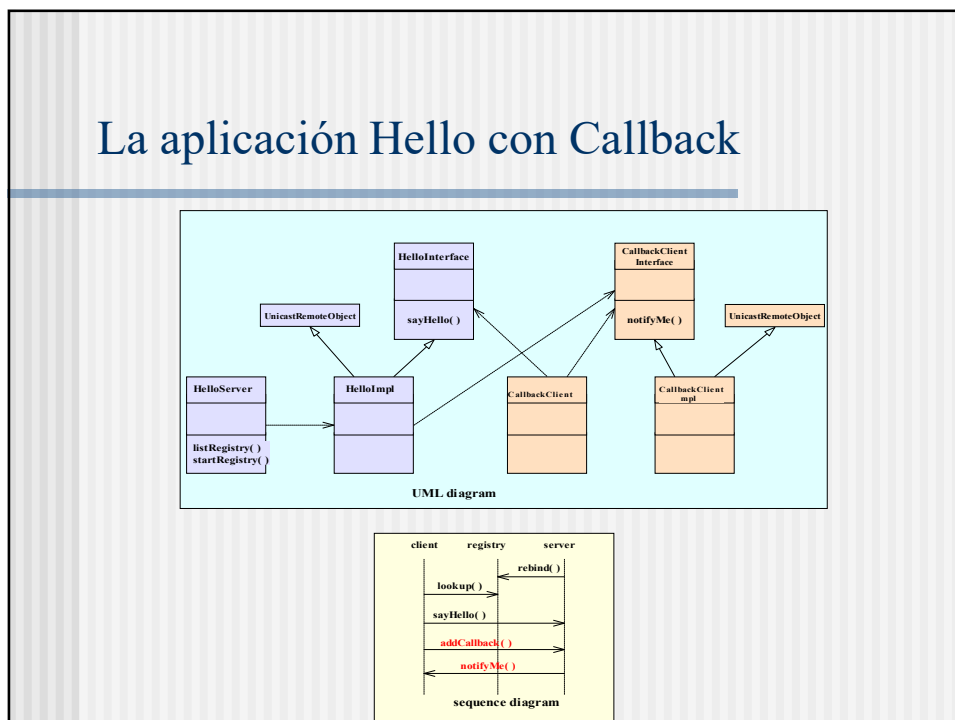 La aplicación Hello con Callback
HelloInterface
sayHello( )
CallbackClient
Interface
notifyMe( )
UnicastRemoteObject
UnicastRemoteObject
HelloServer
listRegistry( )
startRegistry( )
HelloImpl
CallbackClient
CallbackClient
mpl
UML diagram
client registry server
rebind( )
lookup( )
sayHello( )
addCallback( )
notifyMe( )
sequence diagram